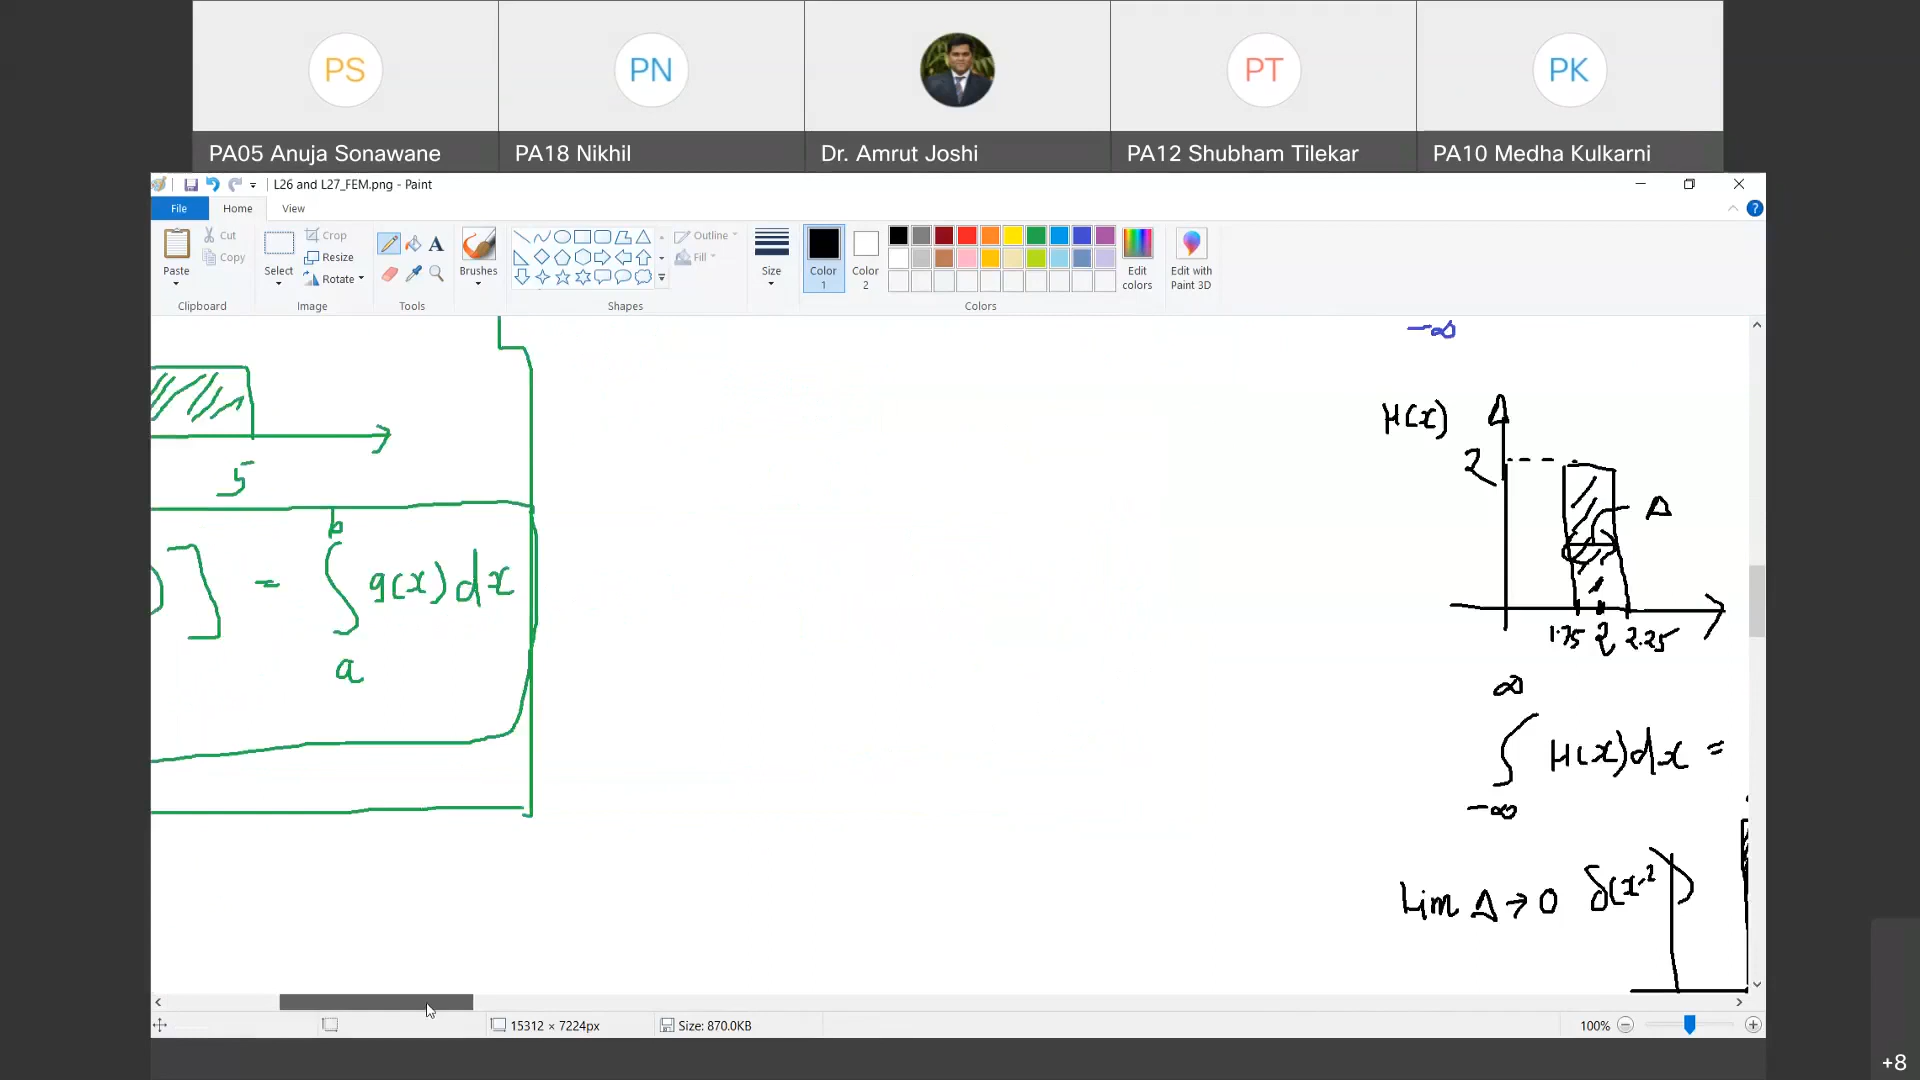 PS PN PT PK
PA05 Anuja Sonawane PA18 Nikhil Dr. Amrut Joshi PA12 Shubham Tilekar PA10 Medha Kulkarni
L26 and L27_FEM.png - Paint
File Home View
Paste Cut Copy Select Crop Resize Rotate A Brushes Outline Fill Size Color 1 Color 2 Edit colors Edit with Paint 3D ?
Clipboard Image Tools Shapes Colors
-∞
H(x)
2
5
Δ
b
) ] = ∫ g(x)dx
a
1.75 2 2.25
∞
∫ H(x)dx =
-∞
Lim Δ→0 δ(x-2)
15312 × 7224px Size: 870.0KB 100%
+8